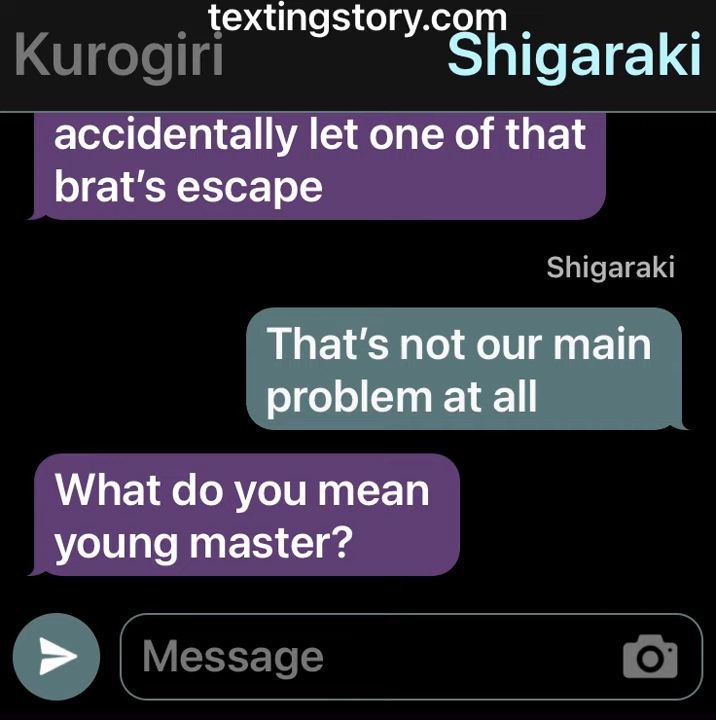 textingstory.com
Kurogiri
Shigaraki
accidentally let one of that
brat’s escape
Shigaraki
That’s not our main
problem at all
What do you mean
young master?
Message